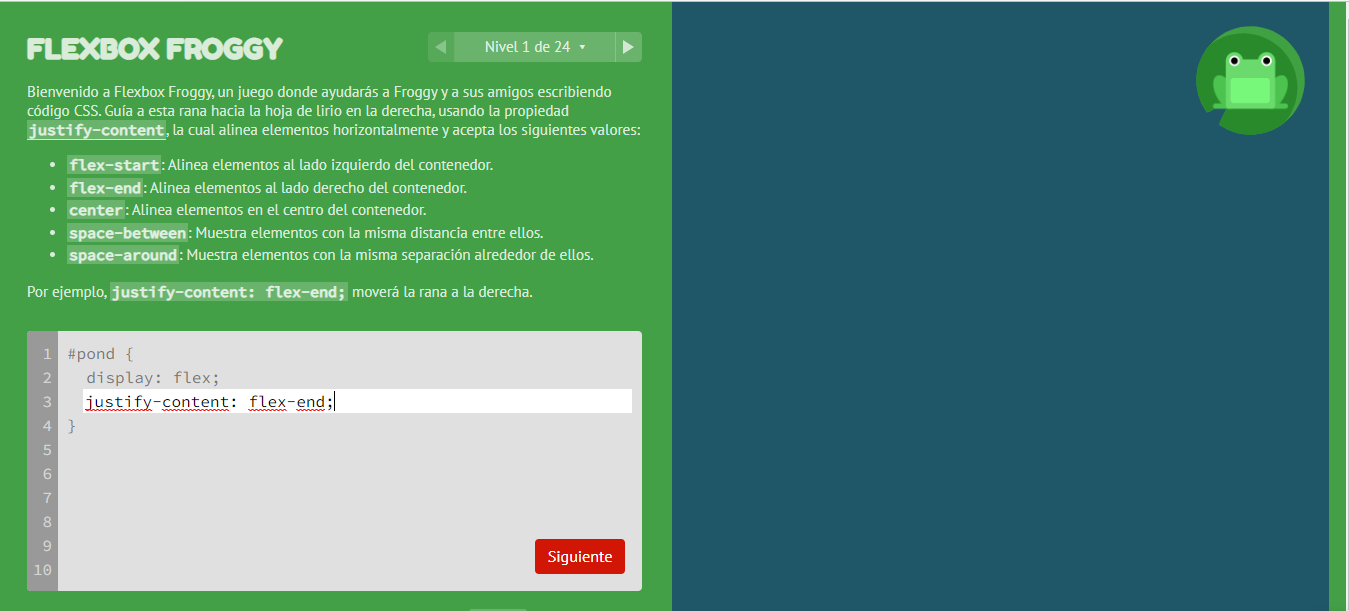 FLEXBOX FROGGY
Nivel 1 de 24
Bienvenido a Flexbox Froggy, un juego donde ayudarás a Froggy y a sus amigos escribiendo
código CSS. Guía a esta rana hacia la hoja de lirio en la derecha, usando la propiedad
justify-content, la cual alinea elementos horizontalmente y acepta los siguientes valores:
• flex-start: Alinea elementos al lado izquierdo del contenedor.
• flex-end: Alinea elementos al lado derecho del contenedor.
• center: Alinea elementos en el centro del contenedor.
• space-between: Muestra elementos con la misma distancia entre ellos.
• space-around: Muestra elementos con la misma separación alrededor de ellos.
Por ejemplo, justify-content: flex-end; moverá la rana a la derecha.
1 #pond {
2 display: flex;
3 justify-content: flex-end;
4 }
5
6
7
8
9
10
Siguiente